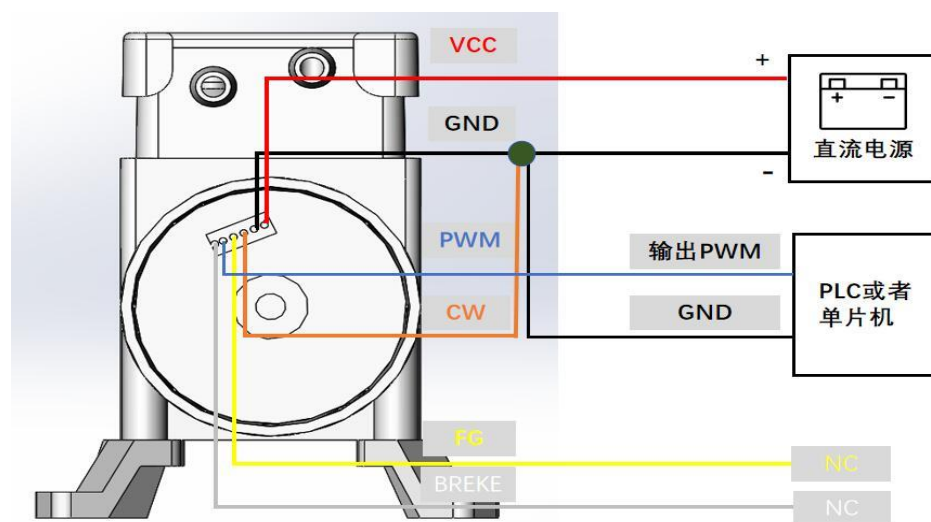 VCC
+
+ −
GND
直流电源
-
PWM
输出PWM
CW
GND
PLC或者
单片机
FG
NC
BREKE
NC